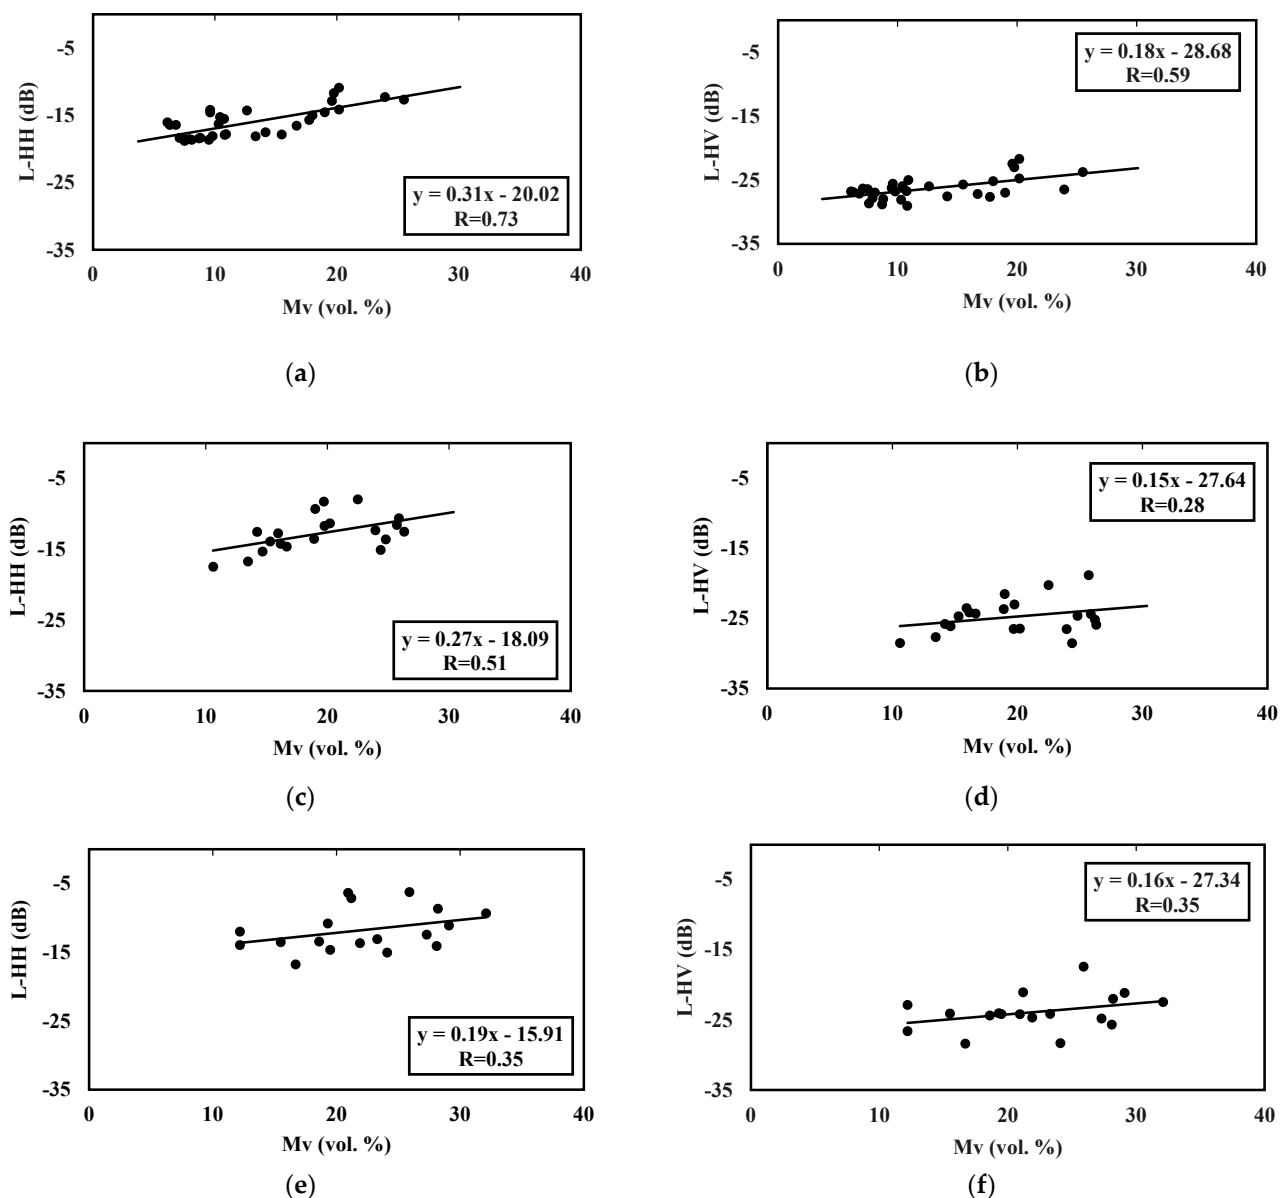 -5
-15
-25
-35
L-HH (dB)
y = 0.31x - 20.02
R=0.73
0
10
20
30
40
Mv (vol. %)
(a)
-5
-15
-25
-35
L-HV (dB)
y = 0.18x - 28.68
R=0.59
0
10
20
30
40
Mv (vol. %)
(b)
-5
-15
-25
-35
L-HH (dB)
y = 0.27x - 18.09
R=0.51
0
10
20
30
40
Mv (vol. %)
(c)
-5
-15
-25
-35
L-HV (dB)
y = 0.15x - 27.64
R=0.28
0
10
20
30
40
Mv (vol. %)
(d)
-5
-15
-25
-35
L-HH (dB)
y = 0.19x - 15.91
R=0.35
0
10
20
30
40
Mv (vol. %)
(e)
-5
-15
-25
-35
L-HV (dB)
y = 0.16x - 27.34
R=0.35
0
10
20
30
40
Mv (vol. %)
(f)